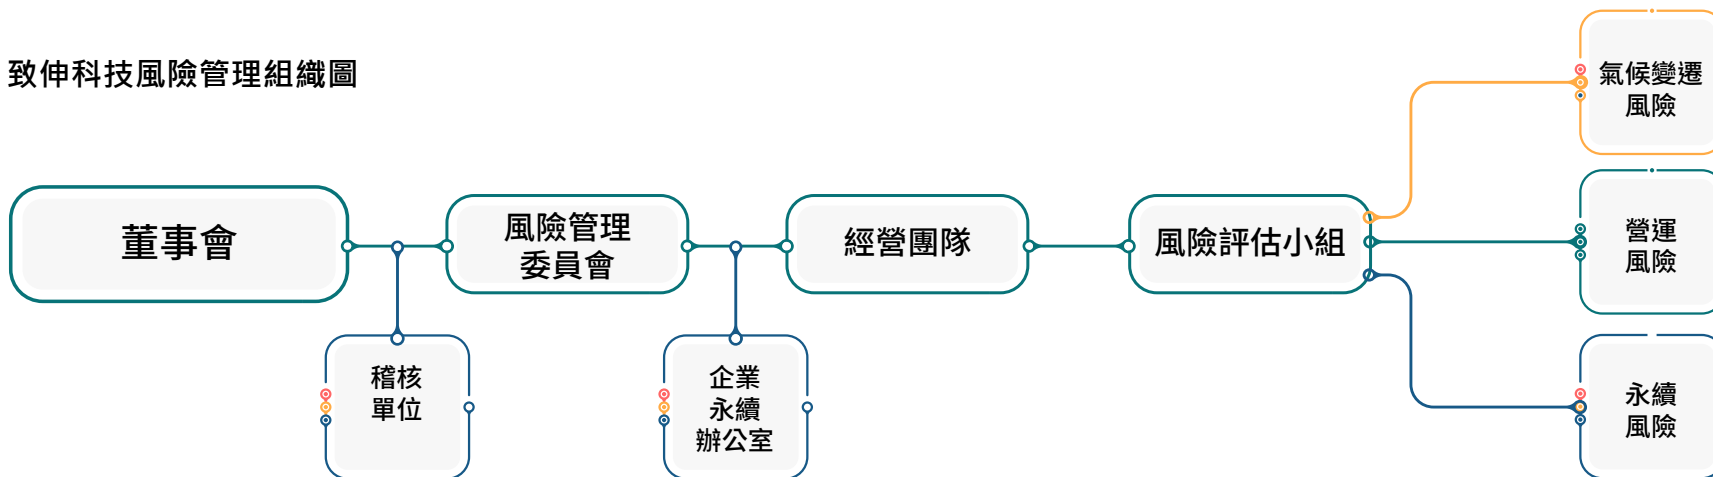 致伸科技風險管理組織圖
董事會
風險管理
委員會
經營團隊
風險評估小組
稽核
單位
企業
永續
辦公室
氣候變遷
風險
營運
風險
永續
風險